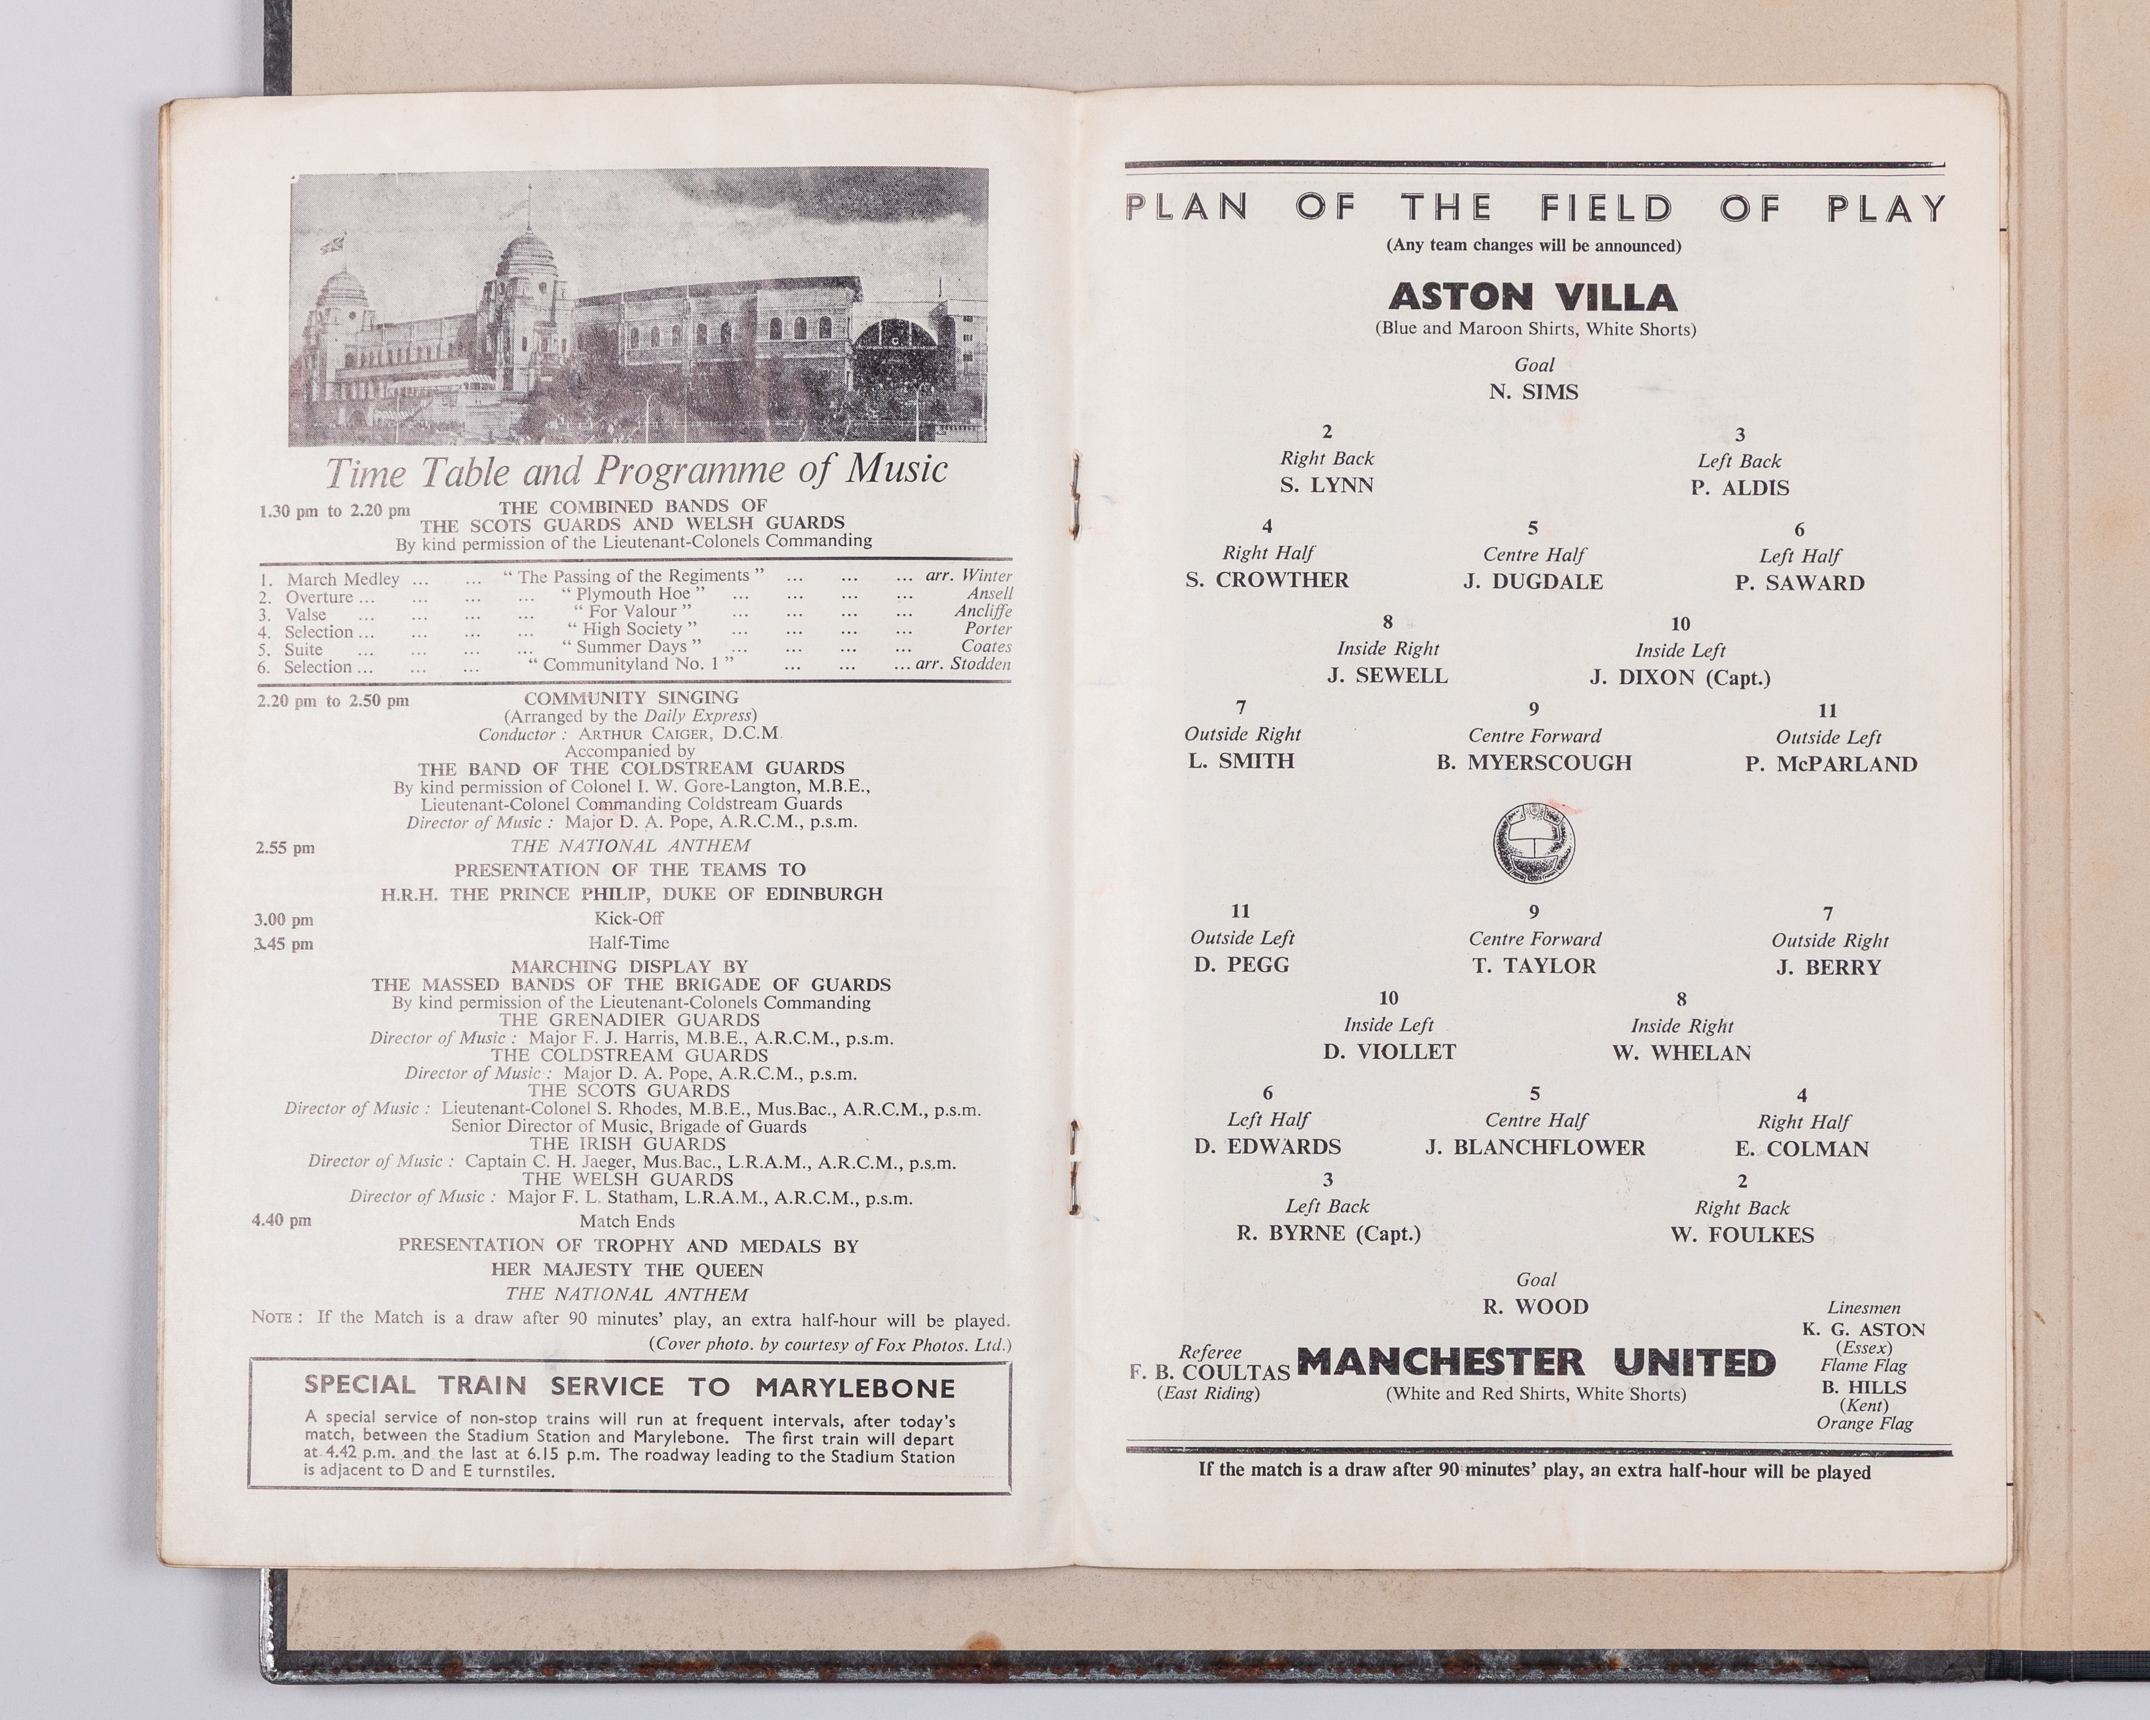 Time Table and Programme of Music
1.30 pm to 2.20 pm THE COMBINED BANDS OF
THE SCOTS GUARDS AND WELSH GUARDS
By kind permission of the Lieutenant-Colonels Commanding
1. March Medley ... ... “ The Passing of the Regiments ” ... ... ... arr. Winter
2. Overture ... ... ... ... “ Plymouth Hoe ” ... ... ... ... Ansell
3. Valse ... ... ... ... “ For Valour ” ... ... ... ... Ancliffe
4. Selection ... ... ... ... “ High Society ” ... ... ... ... Porter
5. Suite ... ... ... ... “ Summer Days ” ... ... ... ... Coates
6. Selection ... ... ... “ Communityland No. 1 ” ... ... ... arr. Stodden
2.20 pm to 2.50 pm COMMUNITY SINGING
(Arranged by the Daily Express)
Conductor : ARTHUR CAIGER, D.C.M.
Accompanied by
THE BAND OF THE COLDSTREAM GUARDS
By kind permission of Colonel I. W. Gore-Langton, M.B.E.,
Lieutenant-Colonel Commanding Coldstream Guards
Director of Music : Major D. A. Pope, A.R.C.M., p.s.m.
2.55 pm THE NATIONAL ANTHEM
PRESENTATION OF THE TEAMS TO
H.R.H. THE PRINCE PHILIP, DUKE OF EDINBURGH
3.00 pm Kick-Off
3.45 pm Half-Time
MARCHING DISPLAY BY
THE MASSED BANDS OF THE BRIGADE OF GUARDS
By kind permission of the Lieutenant-Colonels Commanding
THE GRENADIER GUARDS
Director of Music : Major F. J. Harris, M.B.E., A.R.C.M., p.s.m.
THE COLDSTREAM GUARDS
Director of Music : Major D. A. Pope, A.R.C.M., p.s.m.
THE SCOTS GUARDS
Director of Music : Lieutenant-Colonel S. Rhodes, M.B.E., Mus.Bac., A.R.C.M., p.s.m.
Senior Director of Music, Brigade of Guards
THE IRISH GUARDS
Director of Music : Captain C. H. Jaeger, Mus.Bac., L.R.A.M., A.R.C.M., p.s.m.
THE WELSH GUARDS
Director of Music : Major F. L. Statham, L.R.A.M., A.R.C.M., p.s.m.
4.40 pm Match Ends
PRESENTATION OF TROPHY AND MEDALS BY
HER MAJESTY THE QUEEN
THE NATIONAL ANTHEM
NOTE : If the Match is a draw after 90 minutes’ play, an extra half-hour will be played.
(Cover photo. by courtesy of Fox Photos. Ltd.)
SPECIAL TRAIN SERVICE TO MARYLEBONE
A special service of non-stop trains will run at frequent intervals, after today’s
match, between the Stadium Station and Marylebone. The first train will depart
at 4.42 p.m. and the last at 6.15 p.m. The roadway leading to the Stadium Station
is adjacent to D and E turnstiles.
PLAN OF THE FIELD OF PLAY
(Any team changes will be announced)
ASTON VILLA
(Blue and Maroon Shirts, White Shorts)
Goal
N. SIMS
2 3
Right Back Left Back
S. LYNN P. ALDIS
4 5 6
Right Half Centre Half Left Half
S. CROWTHER J. DUGDALE P. SAWARD
8 10
Inside Right Inside Left
J. SEWELL J. DIXON (Capt.)
7 9 11
Outside Right Centre Forward Outside Left
L. SMITH B. MYERSCOUGH P. McPARLAND
11 9 7
Outside Left Centre Forward Outside Right
D. PEGG T. TAYLOR J. BERRY
10 8
Inside Left Inside Right
D. VIOLLET W. WHELAN
6 5 4
Left Half Centre Half Right Half
D. EDWARDS J. BLANCHFLOWER E. COLMAN
3 2
Left Back Right Back
R. BYRNE (Capt.) W. FOULKES
Goal
R. WOOD
Referee
F. B. COULTAS
(East Riding)
MANCHESTER UNITED
(White and Red Shirts, White Shorts)
Linesmen
K. G. ASTON
(Essex)
Flame Flag
B. HILLS
(Kent)
Orange Flag
If the match is a draw after 90 minutes’ play, an extra half-hour will be played